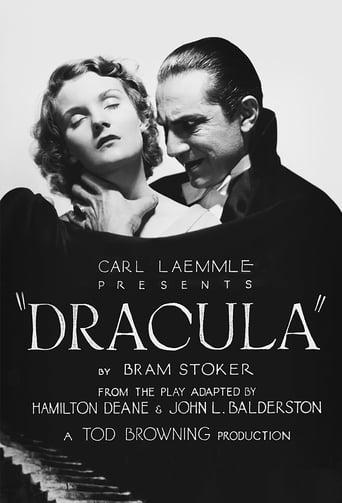 CARL LAEMMLE
PRESENTS
"DRACULA"
BY BRAM STOKER
FROM THE PLAY ADAPTED BY
HAMILTON DEANE & JOHN L. BALDERSTON
A TOD BROWNING PRODUCTION